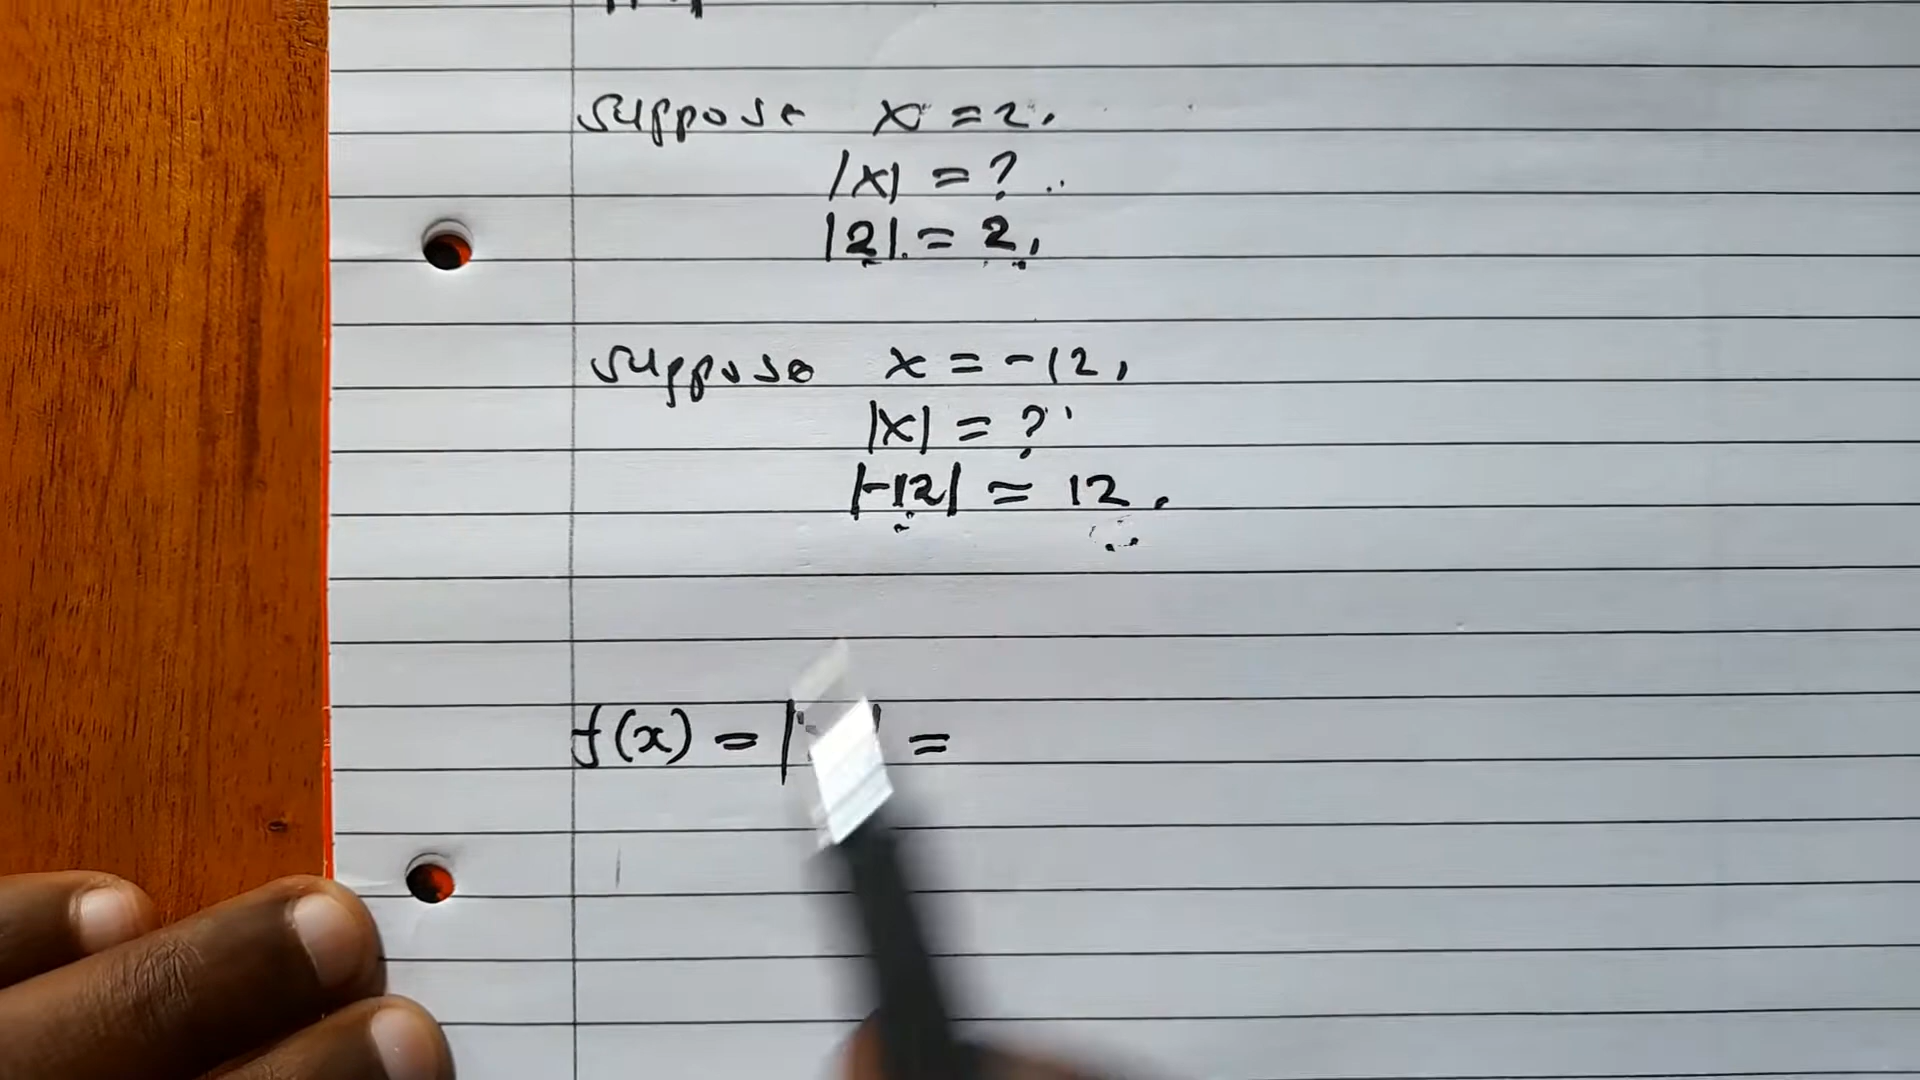 suppose x = 2.
|x| = ?
|2| = 2,
suppose x = -12,
|x| = ?
|-12| = 12.
f(x) = | | =